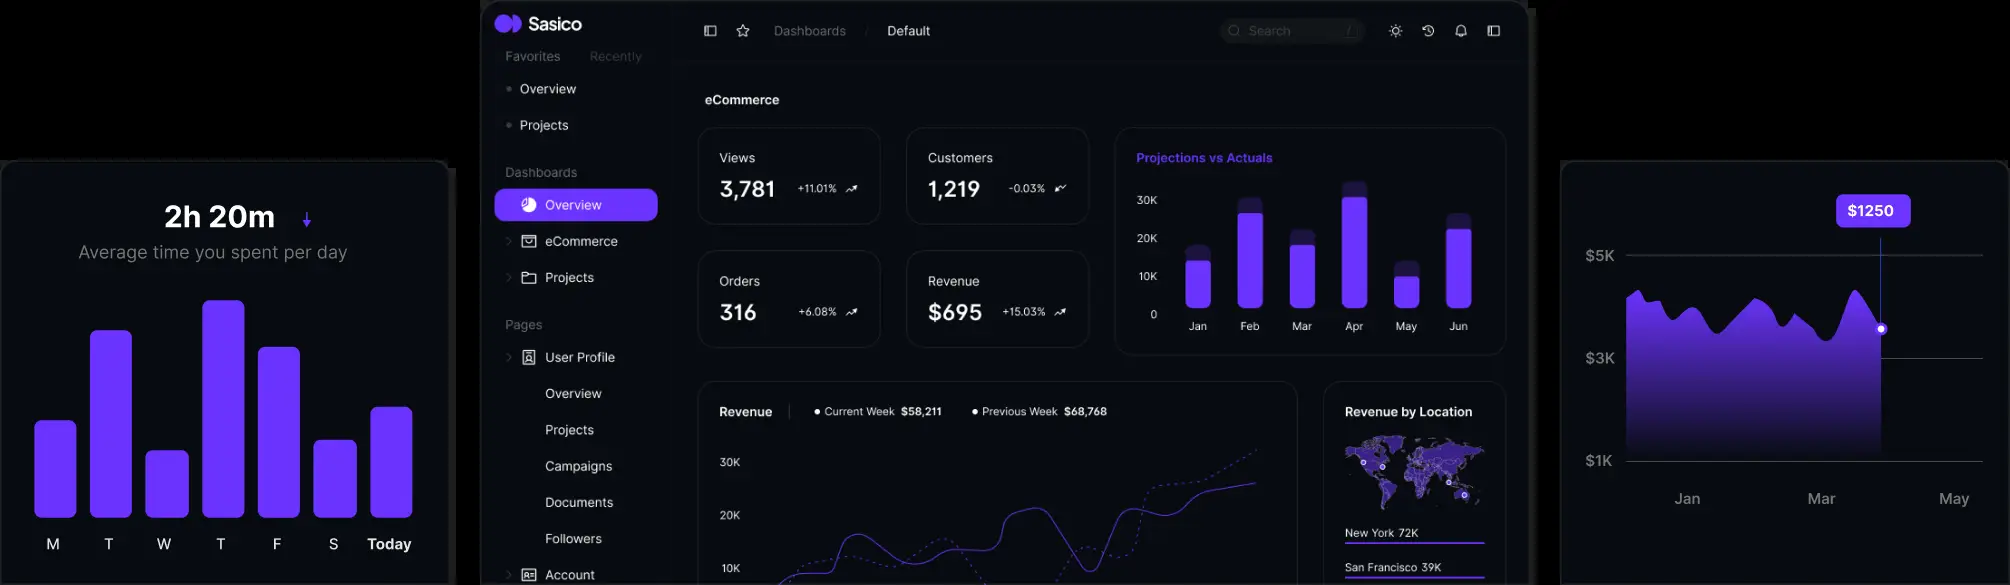 2h 20m
Average time you spent per day
M T W T F S Today
Sasico
Favorites Recently
Overview
Projects
Dashboards
Overview
eCommerce
Projects
Pages
User Profile
Overview
Projects
Campaigns
Documents
Followers
Account
Dashboards / Default
Search /
eCommerce
Views
3,781 +11.01%
Customers
1,219 -0.03%
Orders
316 +6.08%
Revenue
$695 +15.03%
Projections vs Actuals
30K
20K
10K
0
Jan Feb Mar Apr May Jun
Revenue Current Week $58,211 Previous Week $68,768
30K
20K
10K
Revenue by Location
New York 72K
San Francisco 39K
$1250
$5K
$3K
$1K
Jan Mar May